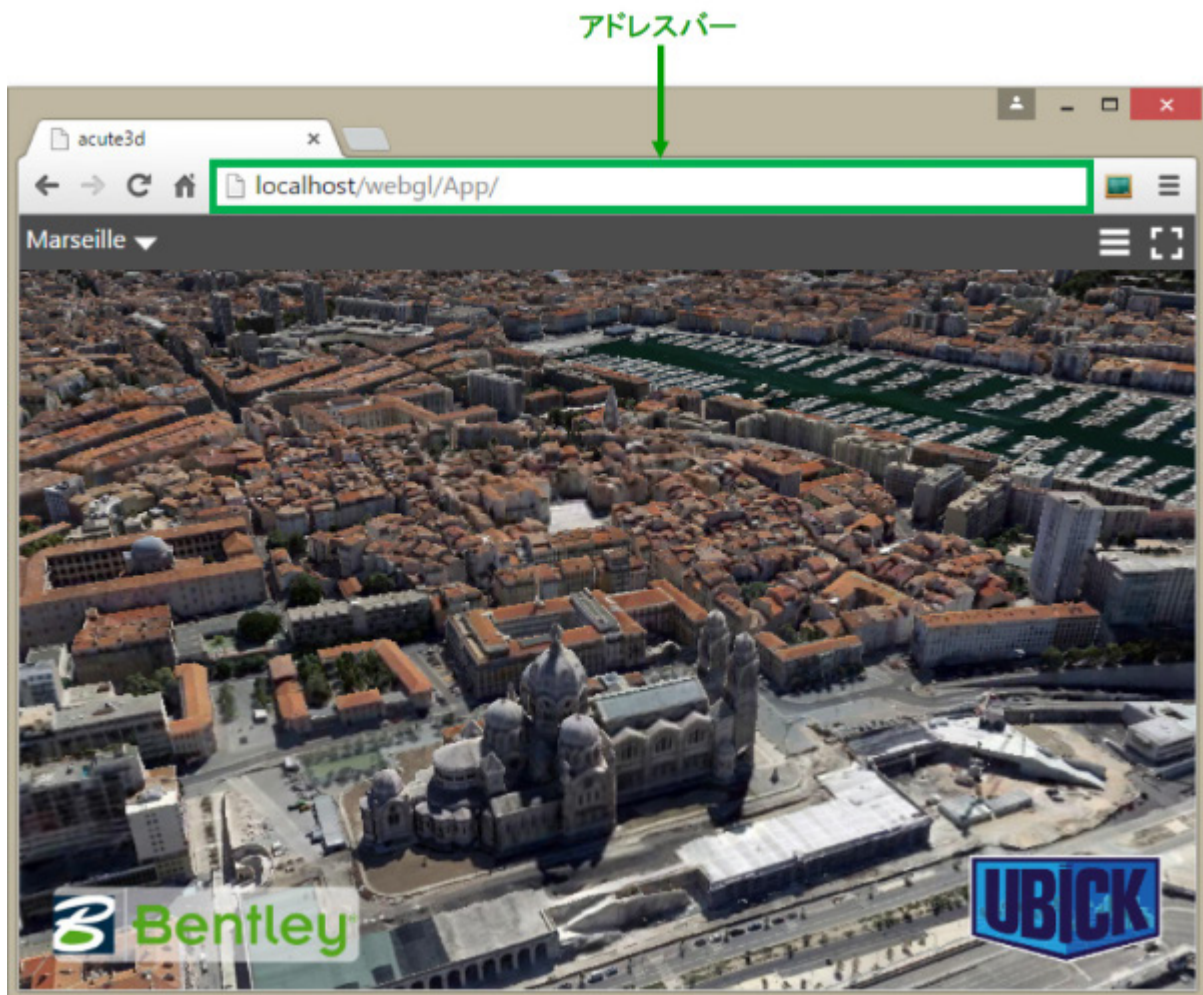 アドレスバー
acute3d
localhost/webgl/App/
Marseille
Bentley
UBICK